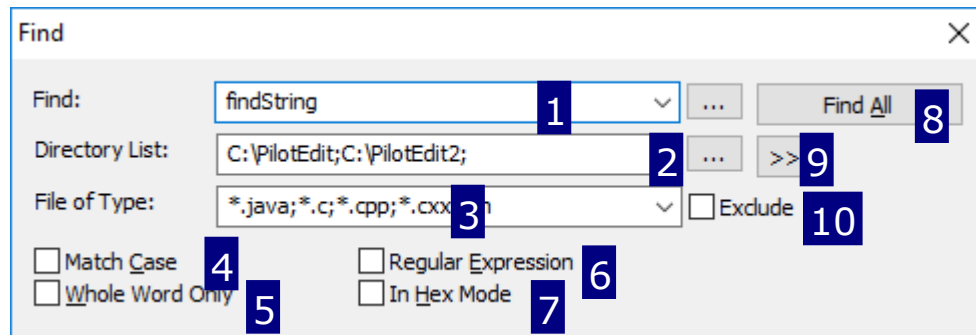 Find
Find: findString 1 ... Find All 8
Directory List: C:\PilotEdit;C:\PilotEdit2; 2 ... >> 9
File of Type: *.java;*.c;*.cpp;*.cxx 3 Exclude 10
Match Case 4 Regular Expression 6
Whole Word Only 5 In Hex Mode 7